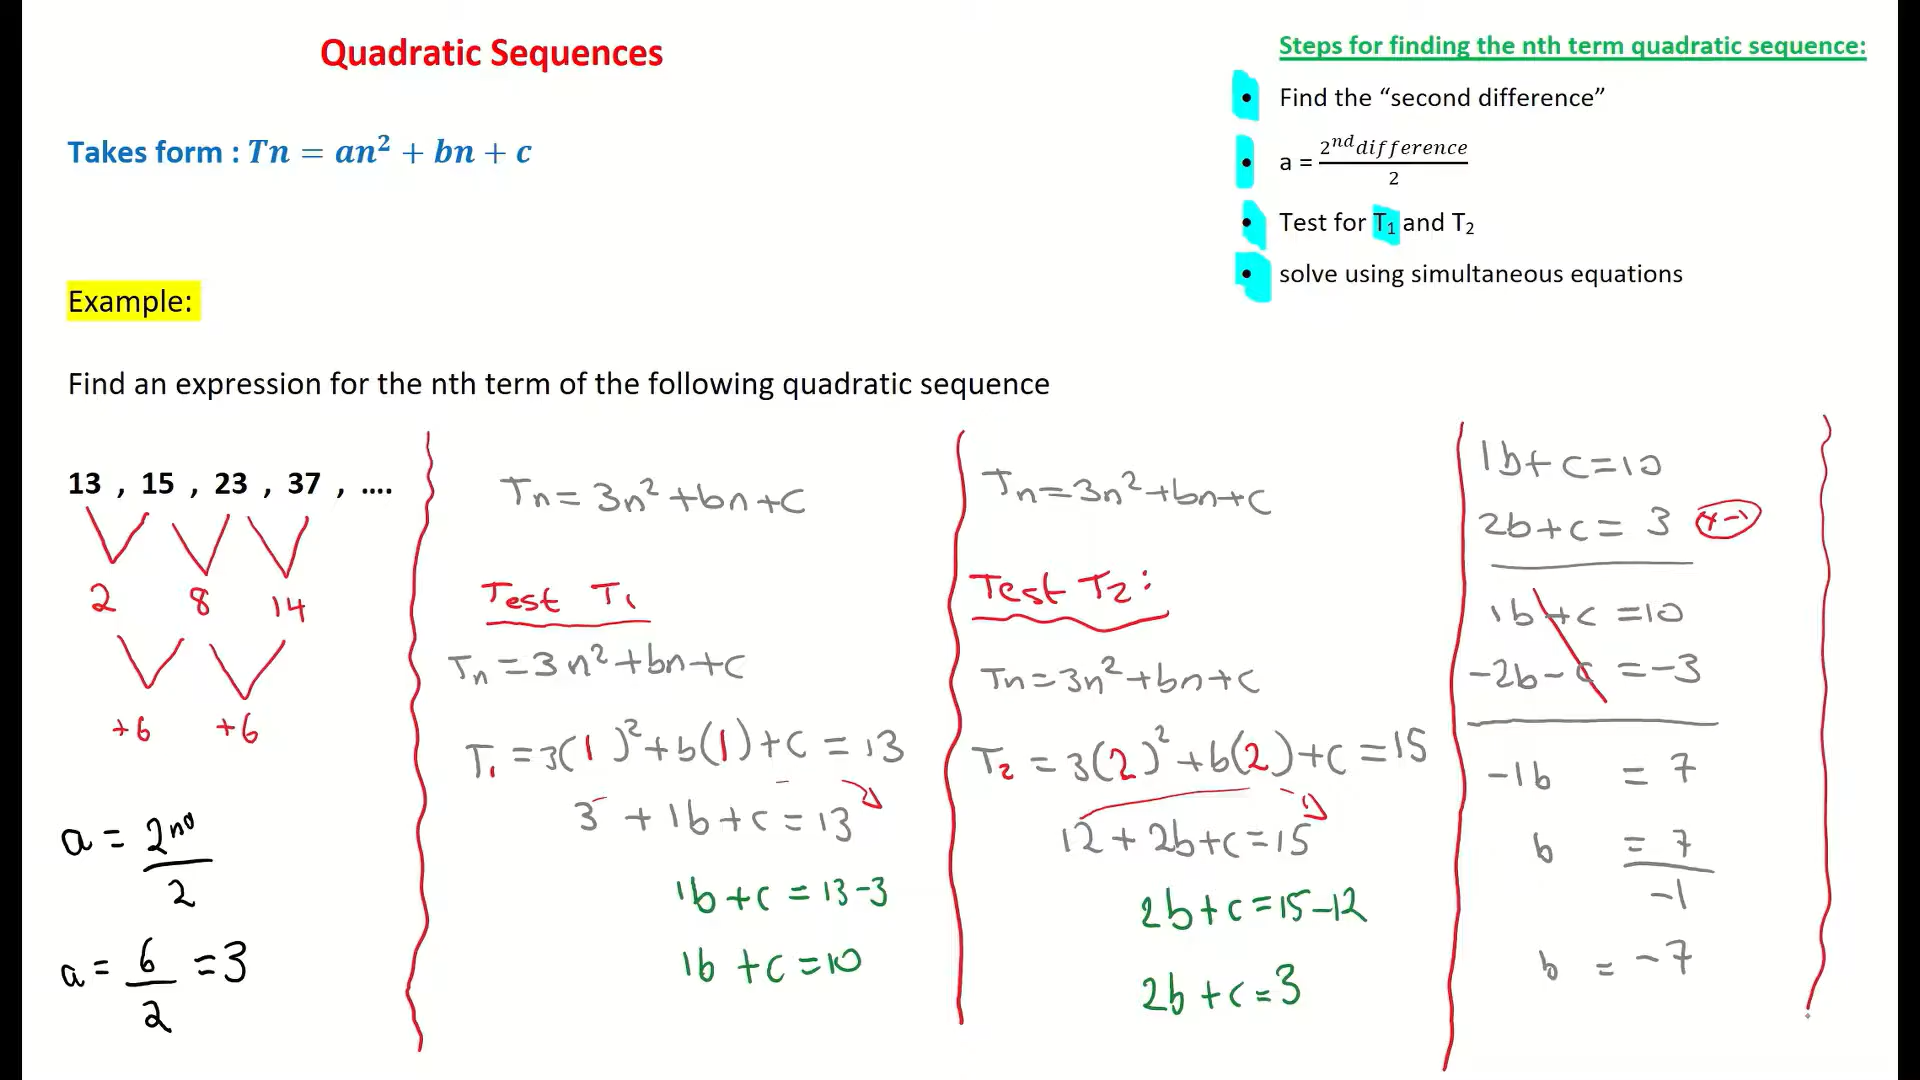 Quadratic Sequences
Takes form : Tn = an² + bn + c
Steps for finding the nth term quadratic sequence:
• Find the “second difference”
• a = 2ⁿᵈdifference/2
• Test for T₁ and T₂
• solve using simultaneous equations
Example:
Find an expression for the nth term of the following quadratic sequence
13 , 15 , 23 , 37 , ....
2 8 14
+6 +6
a = 2ⁿᵈ/2
a = 6/2 = 3
Tn = 3n² + bn + c
Test T₁
Tn = 3n² + bn + c
T₁ = 3(1)² + b(1) + c = 13
3 + 1b + c = 13
1b + c = 13 - 3
1b + c = 10
Tn = 3n² + bn + c
Test T₂:
Tn = 3n² + bn + c
T₂ = 3(2)² + b(2) + c = 15
12 + 2b + c = 15
2b + c = 15 - 12
2b + c = 3
1b + c = 10
2b + c = 3 (x-1)
1b + c = 10
-2b - c = -3
-1b = 7
b = 7/-1
b = -7